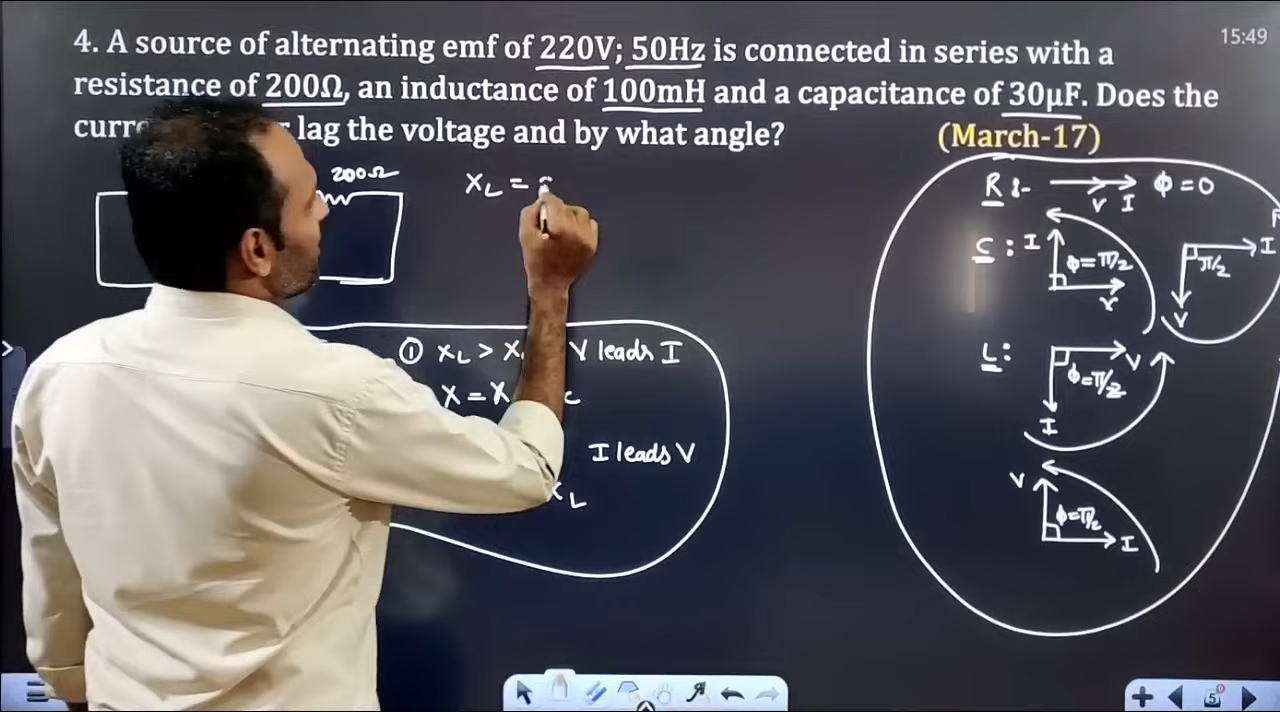 15:49
4. A source of alternating emf of 220V; 50Hz is connected in series with a
resistance of 200Ω, an inductance of 100mH and a capacitance of 30µF. Does the
lag the voltage and by what angle?
(March-17)
200Ω
X_L =
① X_L > X V leads I
X = X c
I leads V
X_L
R :- V I Φ = 0
C : I Φ = π/2 V
I π/2 V
L : V Φ = π/2 I
V Φ = π/2 I
5